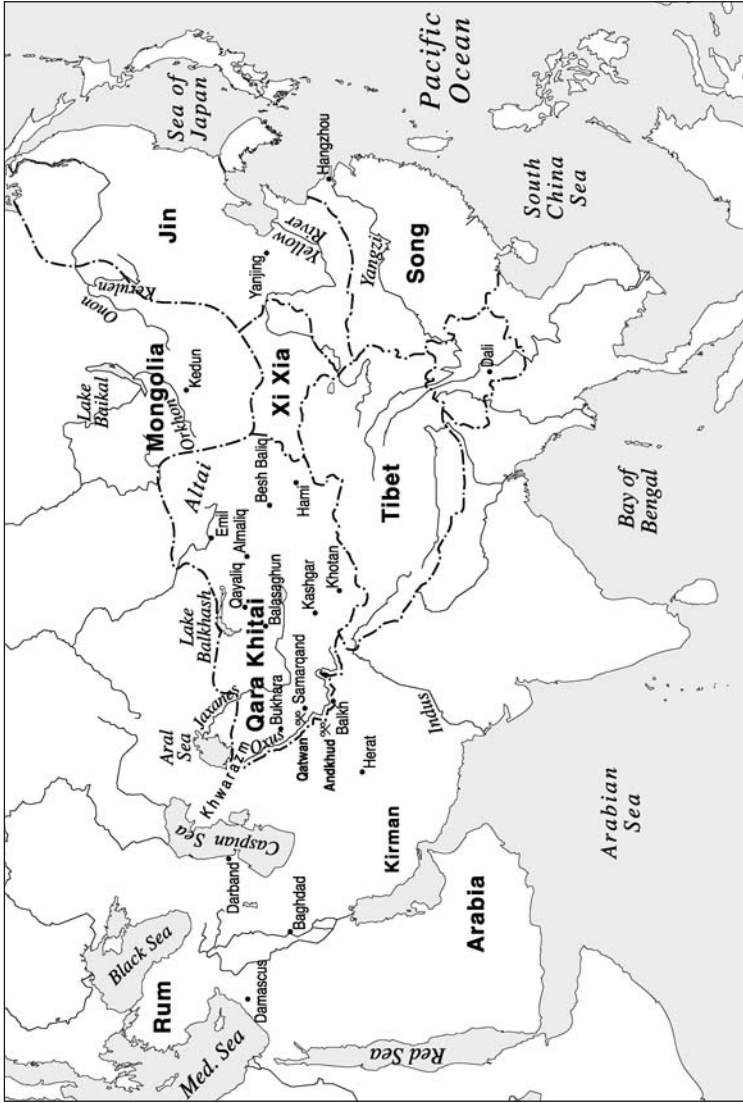 Sea of
Japan
Pacific
Ocean
Jin
Hangzhou
South
China
Sea
Song
Yangzi
Yellow
River
Yanjing
Kerulen
Onon
Lake
Baikal
Mongolia
Kedun
Orkhon
Xi Xia
Dali
Altai
Besh Baliq
Hami
Tibet
Bay of
Bengal
Emil
Almaliq
Qayaliq
Lake
Balkhash
Balasaghun
Kashgar
Khotan
Qara Khitai
Jaxartes
Aral
Sea
Khwarazm
Oxus
Bukhara
Samarqand
Qatwan
Andkhud
Balkh
Herat
Indus
Caspian
Sea
Darband
Kirman
Arabian
Sea
Baghdad
Arabia
Black Sea
Rum
Damascus
Med. Sea
Red Sea